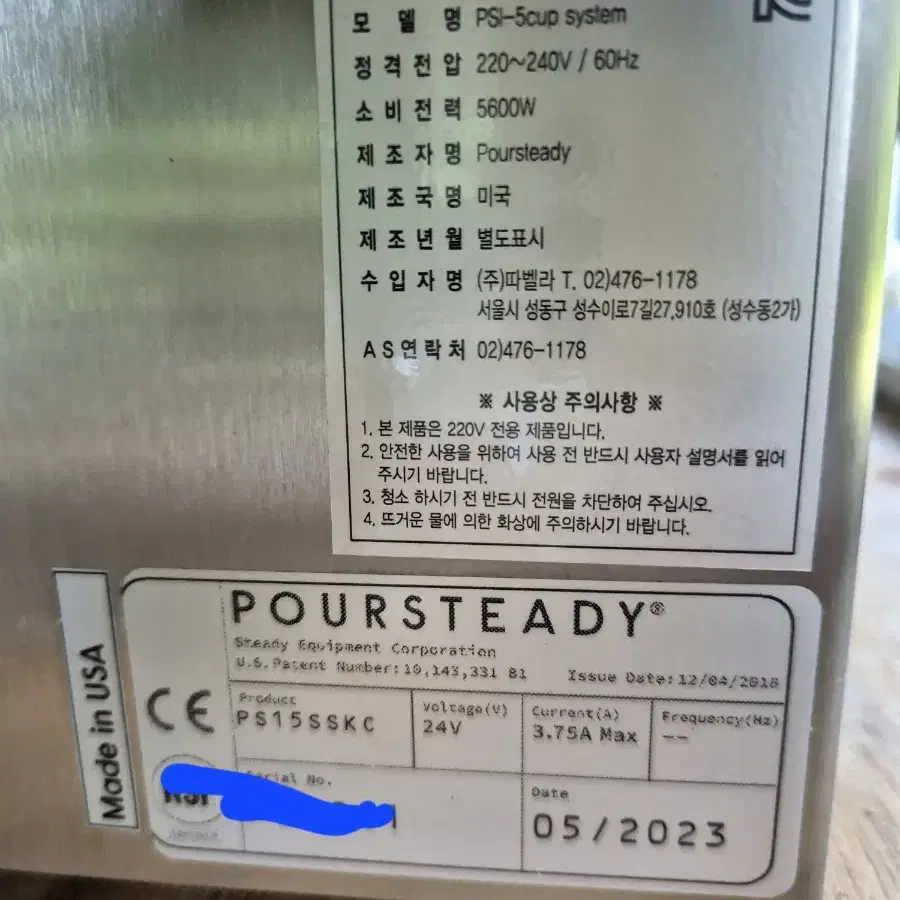 모 델 명 PSI-5cup system
정격전압 220~240V / 60Hz
소비전력 5600W
제조자명 Poursteady
제조국명 미국
제조년월 별도표시
수입자명 (주)따벨라 T. 02)476-1178
서울시 성동구 성수이로7길27,910호 (성수동2가)
AS연락처 02)476-1178
※ 사용상 주의사항 ※
1. 본 제품은 220V 전용 제품입니다.
2. 안전한 사용을 위하여 사용 전 반드시 사용자 설명서를 읽어
주시기 바랍니다.
3. 청소 하시기 전 반드시 전원을 차단하여 주십시오.
4. 뜨거운 물에 의한 화상에 주의하시기 바랍니다.
Made in USA
POURSTEADY®
Steady Equipment Corporation
U.S. Patent Number: 10,143,331 B1 Issue Date: 12/04/2018
CE
Product
PS15SSKC
Voltage(V)
24V
Current(A)
3.75A Max
Frequency(Hz)
--
Serial No.
Date
05/2023